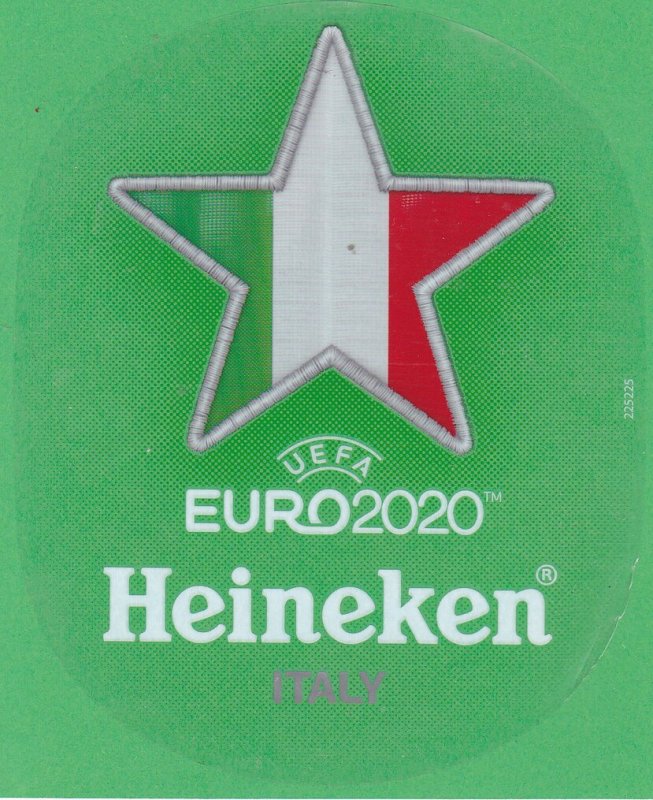 UEFA
EURO2020™
Heineken®
ITALY
225225